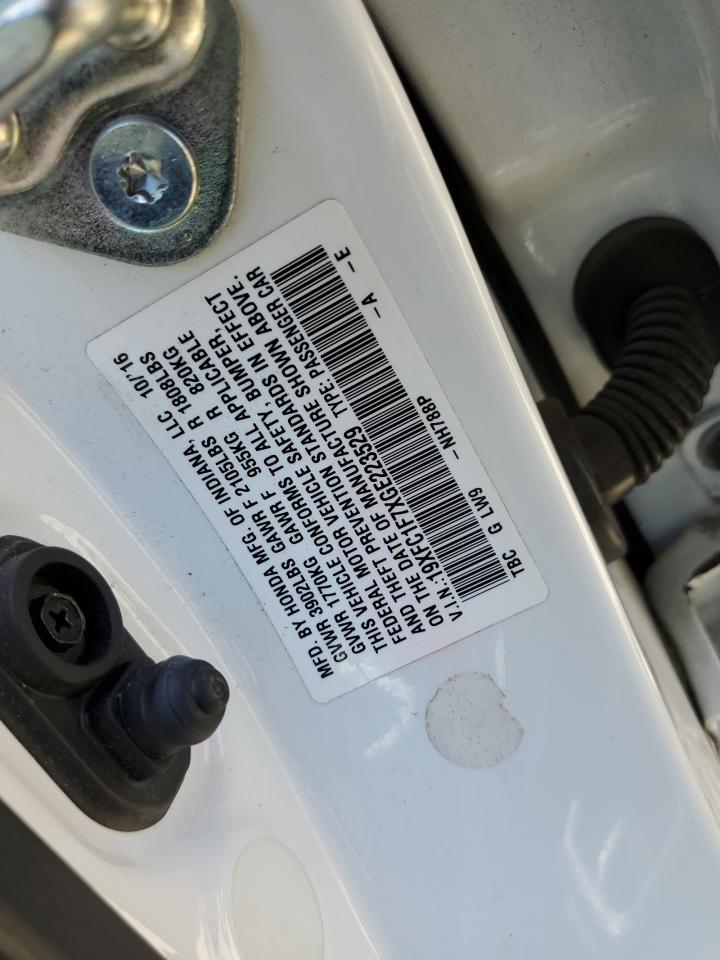 MFD. BY HONDA MFG. OF INDIANA, LLC 10/'16
GVWR 3902LBS GAWR F 2105LBS R 1808LBS
GVWR 1770KG GAWR F 955KG R 820KG
THIS VEHICLE CONFORMS TO ALL APPLICABLE
FEDERAL MOTOR VEHICLE SAFETY BUMPER,
AND THEFT PREVENTION STANDARDS IN EFFECT
ON THE DATE OF MANUFACTURE SHOWN ABOVE.
V.I.N:19XFC1F7XGE223529 TYPE: PASSENGER CAR
TBC G LW9 -NH788P -A -E